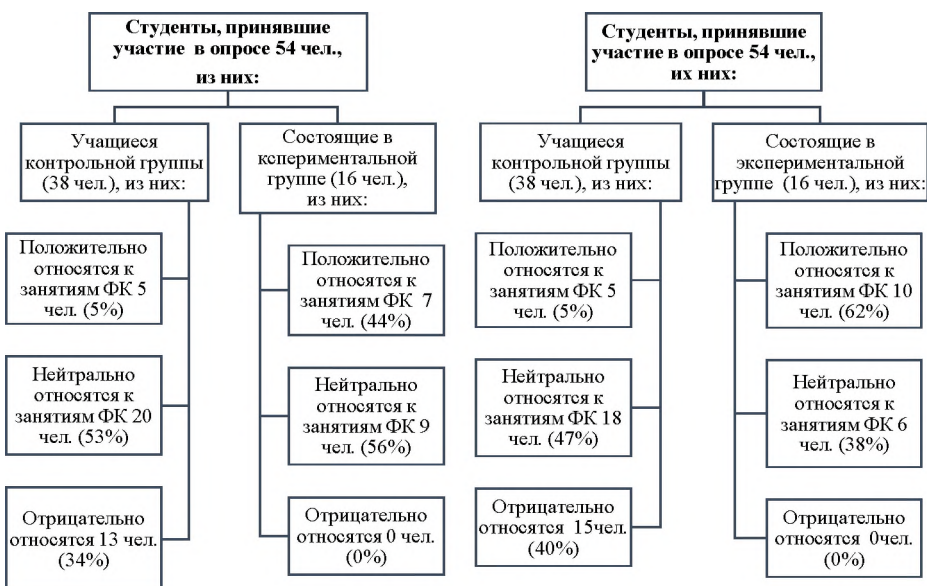 Студенты, принявшие
участие в опросе 54 чел.,
из них:
Учащиеся
контрольной группы
(38 чел.), из них:
Положительно
относятся к
занятиям ФК 5
чел. (5%)
Нейтрально
относятся к
занятиям ФК 20
чел. (53%)
Отрицательно
относятся 13 чел.
(34%)
Состоящие в
кспериментальной
группе (16 чел.),
из них:
Положительно
относятся к
занятиям ФК 7
чел. (44%)
Нейтрально
относятся к
занятиям ФК 9
чел. (56%)
Отрицательно
относятся 0 чел.
(0%)
Студенты, принявшие
участие в опросе 54 чел.,
их них:
Учащиеся
контрольной группы
(38 чел.), из них:
Положительно
относятся к
занятиям ФК 5
чел. (5%)
Нейтрально
относятся к
занятиям ФК 18
чел. (47%)
Отрицательно
относятся 15чел.
(40%)
Состоящие в
экспериментальной
группе (16 чел.), из них:
Положительно
относятся к
занятиям ФК 10
чел. (62%)
Нейтрально
относятся к
занятиям ФК 6
чел. (38%)
Отрицательно
относятся 0чел.
(0%)